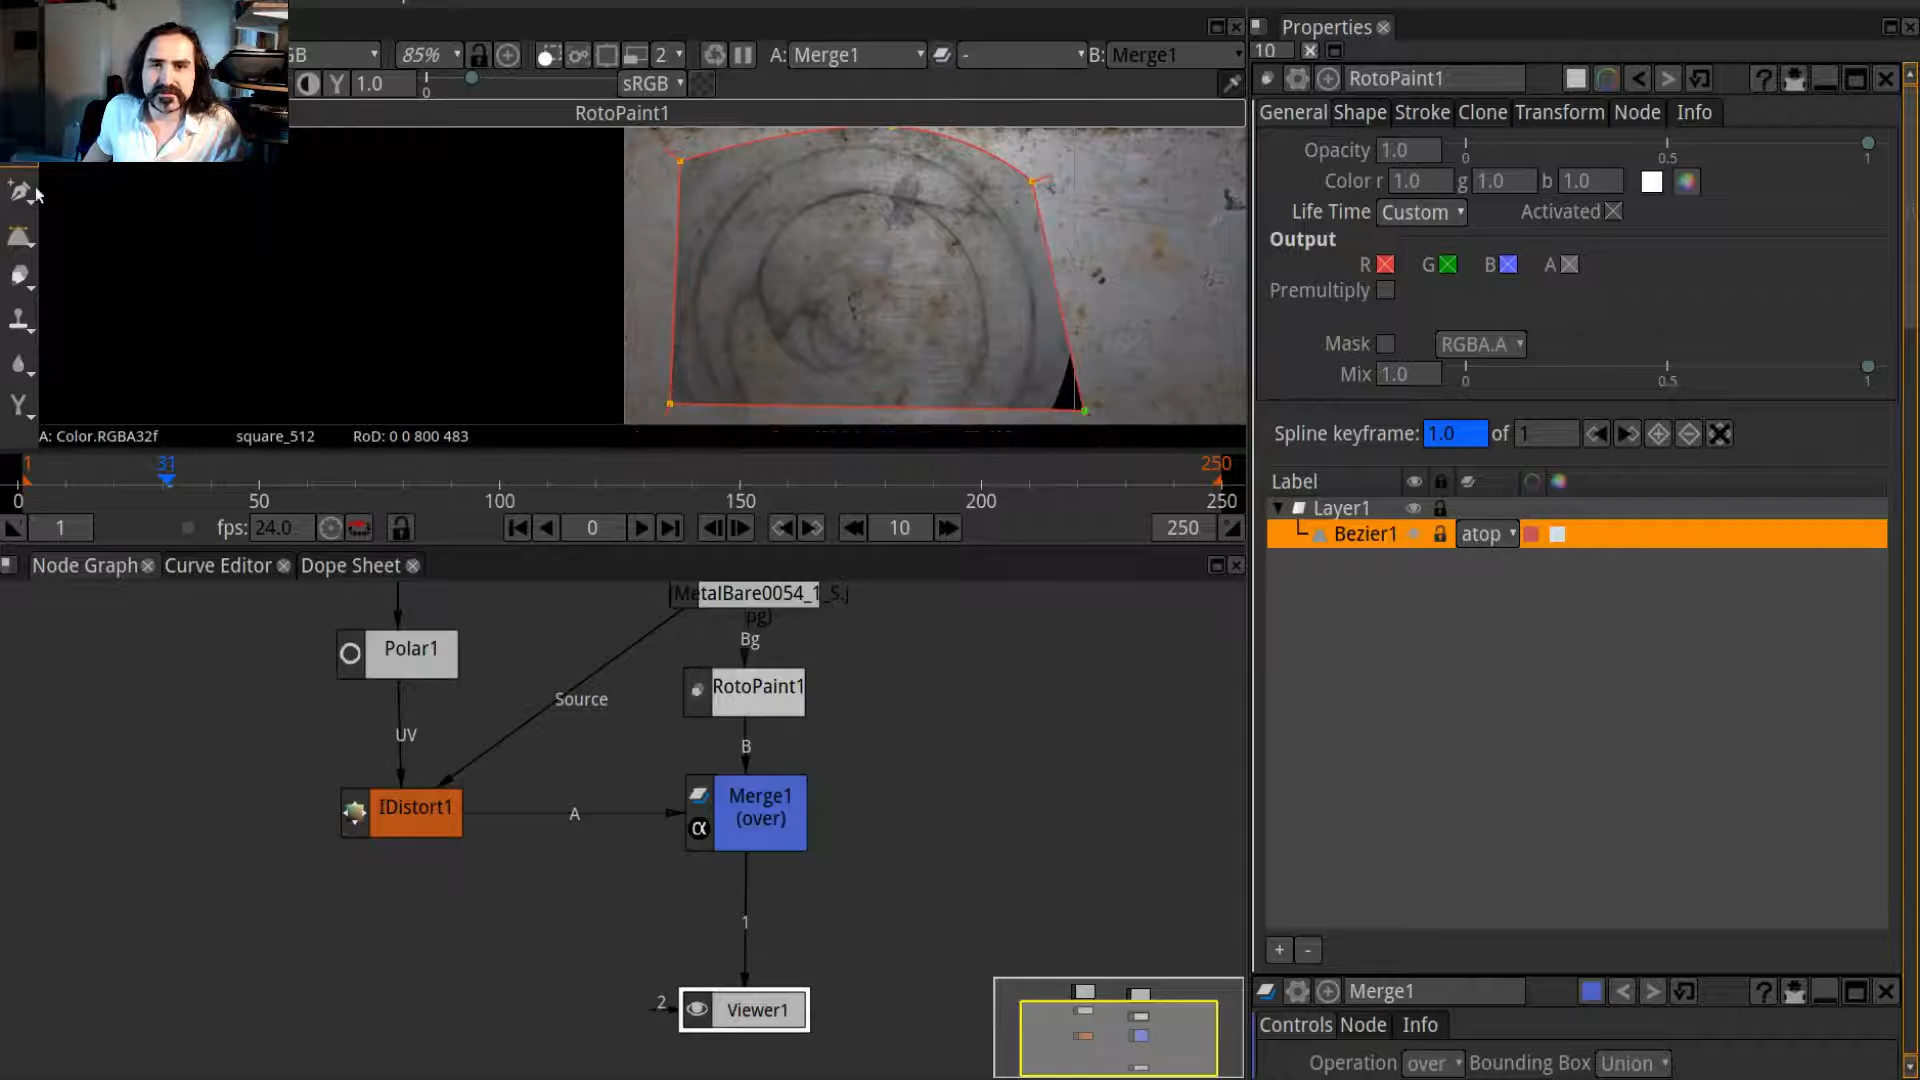 GB
85%
2
A: Merge1
-
B: Merge1
Y 1.0
0
sRGB
RotoPaint1
A: Color.RGBA32f
square_512
RoD: 0 0 800 483
1
31
250
0
50
100
150
200
250
1
fps: 24.0
0
10
250
Node Graph
Curve Editor
Dope Sheet
(MetalBare0054_1_S.j
pg)
Bg
Polar1
RotoPaint1
Source
UV
B
IDistort1
A
Merge1
(over)
α
1
2
Viewer1
Properties
10
RotoPaint1
?
General Shape Stroke Clone Transform Node Info
Opacity 1.0
0
0.5
1
Color r 1.0 g 1.0 b 1.0
Life Time Custom
Activated
Output
R G B A
Premultiply
Mask RGBA.A
Mix 1.0
0
0.5
1
Spline keyframe: 1.0 of 1
Label
Layer1
Bezier1 atop
+ -
Merge1
?
Controls Node Info
Operation over Bounding Box Union